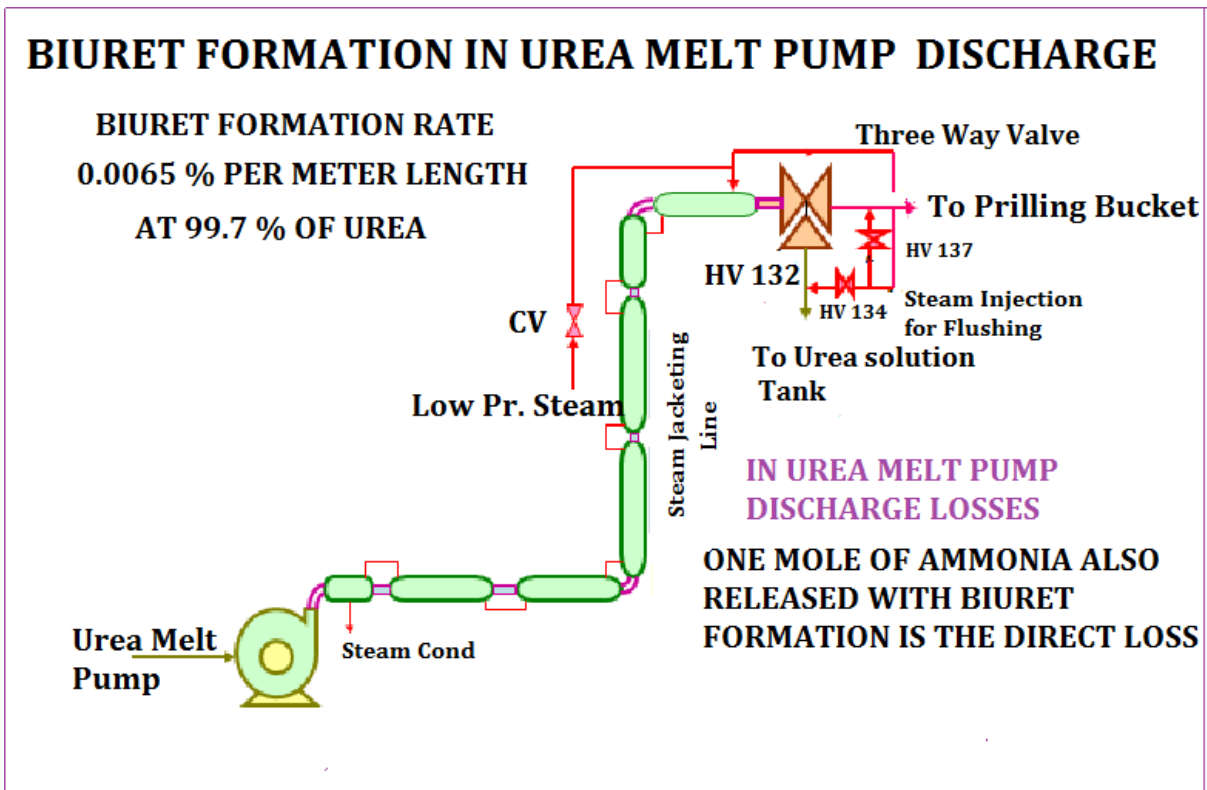 BIURET FORMATION IN UREA MELT PUMP DISCHARGE
BIURET FORMATION RATE
0.0065 % PER METER LENGTH
AT 99.7 % OF UREA
Three Way Valve
To Prilling Bucket
HV 137
HV 132
HV 134
Steam Injection
for Flushing
To Urea solution
Tank
CV
Low Pr. Steam
Steam Jacketing
Line
IN UREA MELT PUMP
DISCHARGE LOSSES
ONE MOLE OF AMMONIA ALSO
RELEASED WITH BIURET
FORMATION IS THE DIRECT LOSS
Urea Melt
Pump
Steam Cond